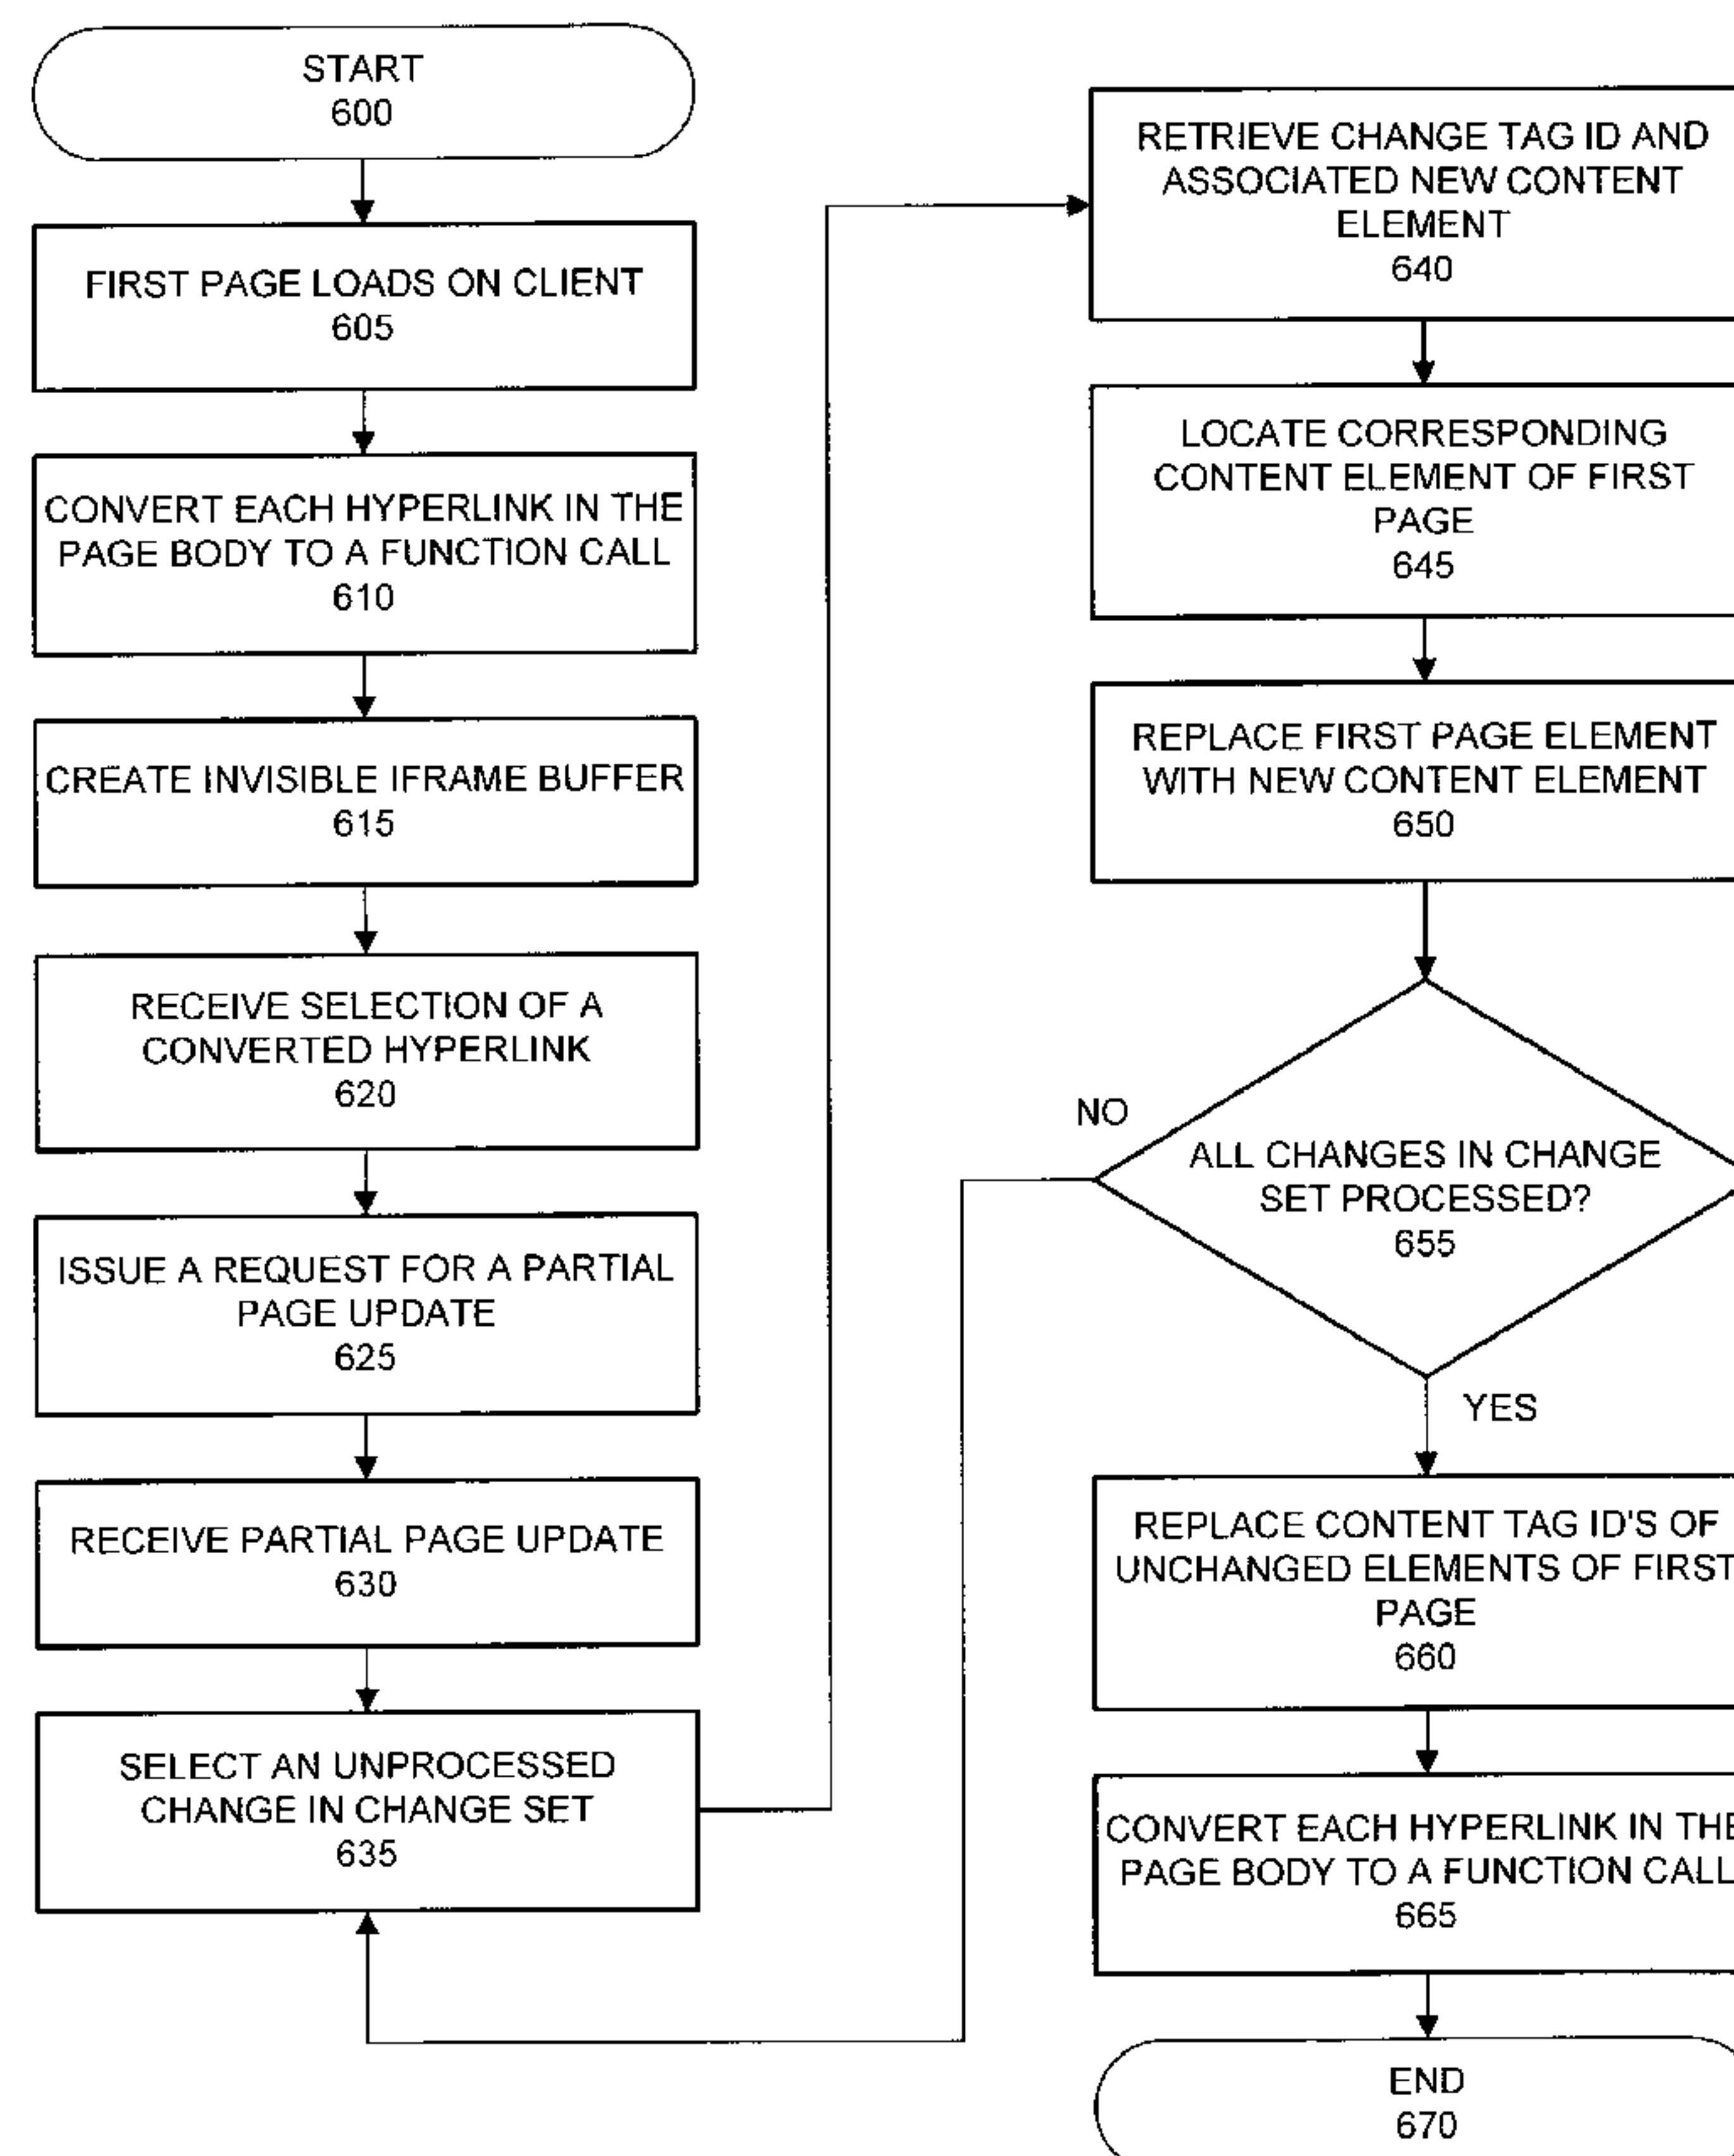 START
600
FIRST PAGE LOADS ON CLIENT
605
CONVERT EACH HYPERLINK IN THE
PAGE BODY TO A FUNCTION CALL
610
CREATE INVISIBLE IFRAME BUFFER
615
RECEIVE SELECTION OF A
CONVERTED HYPERLINK
620
ISSUE A REQUEST FOR A PARTIAL
PAGE UPDATE
625
RECEIVE PARTIAL PAGE UPDATE
630
SELECT AN UNPROCESSED
CHANGE IN CHANGE SET
635
RETRIEVE CHANGE TAG ID AND
ASSOCIATED NEW CONTENT
ELEMENT
640
LOCATE CORRESPONDING
CONTENT ELEMENT OF FIRST
PAGE
645
REPLACE FIRST PAGE ELEMENT
WITH NEW CONTENT ELEMENT
650
NO
ALL CHANGES IN CHANGE
SET PROCESSED?
655
YES
REPLACE CONTENT TAG ID'S OF
UNCHANGED ELEMENTS OF FIRST
PAGE
660
CONVERT EACH HYPERLINK IN THE
PAGE BODY TO A FUNCTION CALL
665
END
670